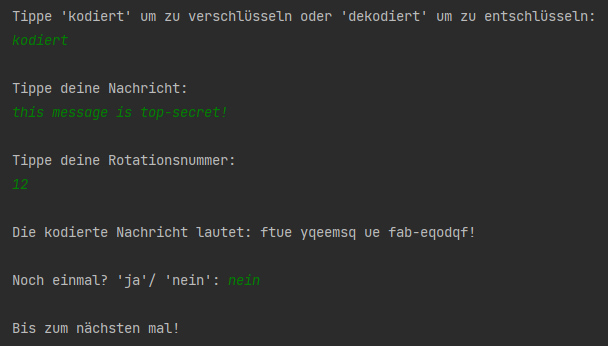 Tippe 'kodiert' um zu verschlüsseln oder 'dekodiert' um zu entschlüsseln:
kodiert
Tippe deine Nachricht:
this message is top-secret!
Tippe deine Rotationsnummer:
12
Die kodierte Nachricht lautet: ftue yqeemsq ue fab-eqodqf!
Noch einmal? 'ja'/ 'nein': nein
Bis zum nächsten mal!